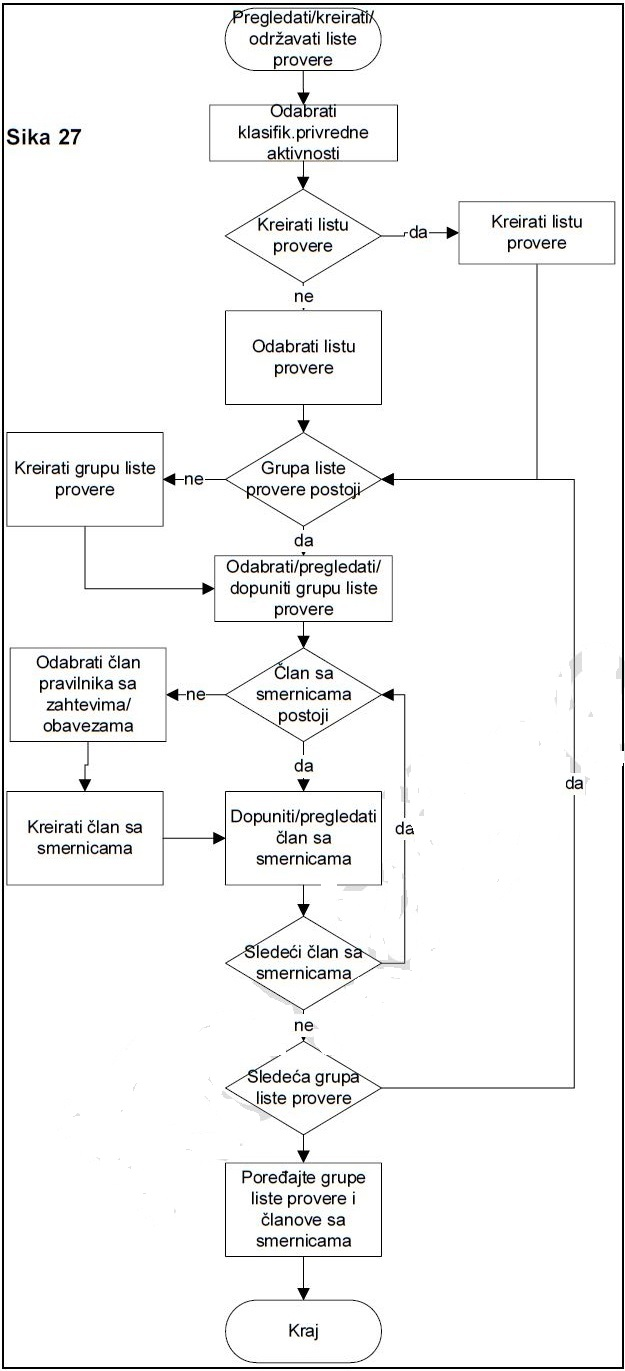 Pregledati/kreirati/
održavati liste
provere
Sika 27
Odabrati
klasifik.privredne
aktivnosti
Kreirati listu
provere
da
Kreirati listu
provere
ne
Odabrati listu
provere
Kreirati grupu liste
provere
ne
Grupa liste
provere postoji
da
Odabrati/pregledati/
dopuniti grupu liste
provere
Odabrati član
pravilnika sa
zahtevima/
obavezama
ne
Član sa
smernicama
postoji
da
da
Kreirati član sa
smernicama
Dopuniti/pregledati
član sa
smernicama
da
Sledeći član sa
smernicama
ne
Sledeća grupa
liste provere
Poređajte grupe
liste provere i
članove sa
smernicama
Kraj